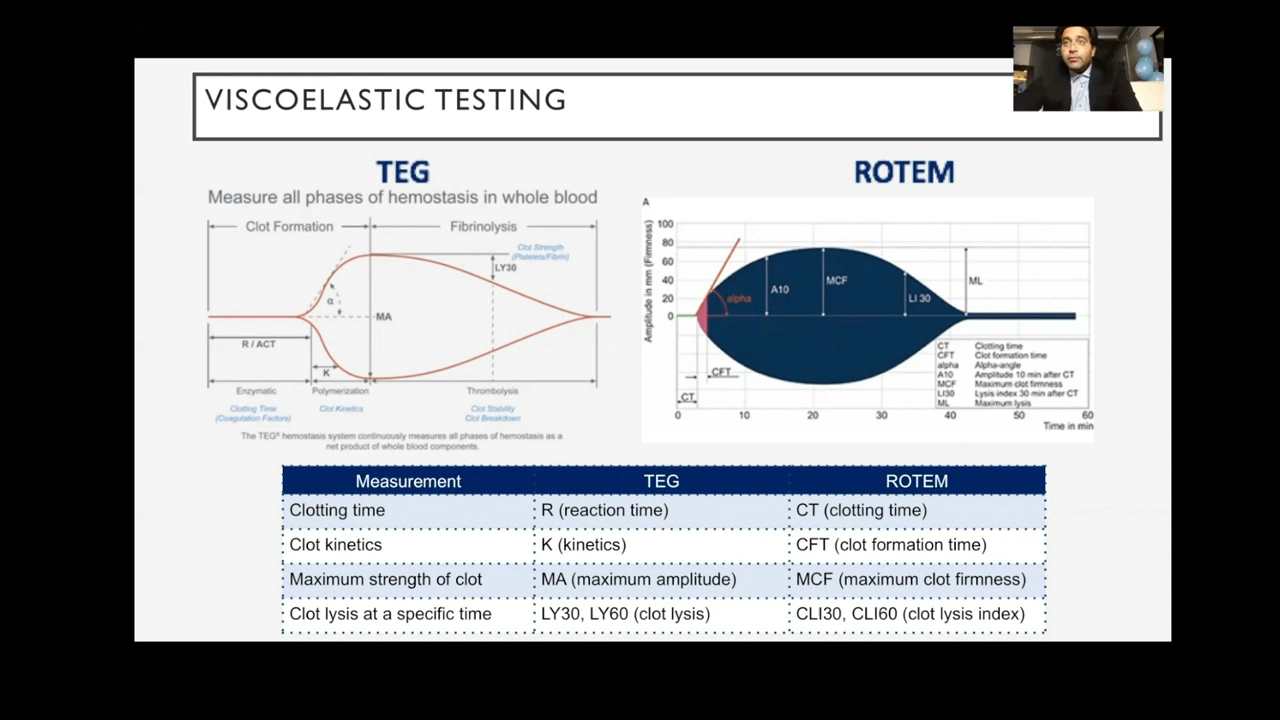 VISCOELASTIC TESTING
TEG
Measure all phases of hemostasis in whole blood
Clot Formation
Fibrinolysis
Clot Strength
(Platelets/Fibrin)
LY30
α
MA
R / ACT
K
Enzymatic
Polymerization
Thrombolysis
Clotting Time
(Coagulation Factors)
Clot Kinetics
Clot Stability
Clot Breakdown
The TEG® hemostasis system continuously measures all phases of hemostasis as a
net product of whole blood components.
ROTEM
A
Amplitude in mm (Firmness)
100
80
60
40
20
0
alpha
A10
MCF
LI 30
ML
CFT
CT
CT Clotting time
CFT Clot formation time
alpha Alpha-angle
A10 Amplitude 10 min after CT
MCF Maximum clot firmness
LI30 Lysis index 30 min after CT
ML Maximum lysis
0 10 20 30 40 50 60
Time in min
Measurement TEG ROTEM
Clotting time R (reaction time) CT (clotting time)
Clot kinetics K (kinetics) CFT (clot formation time)
Maximum strength of clot MA (maximum amplitude) MCF (maximum clot firmness)
Clot lysis at a specific time LY30, LY60 (clot lysis) CLI30, CLI60 (clot lysis index)